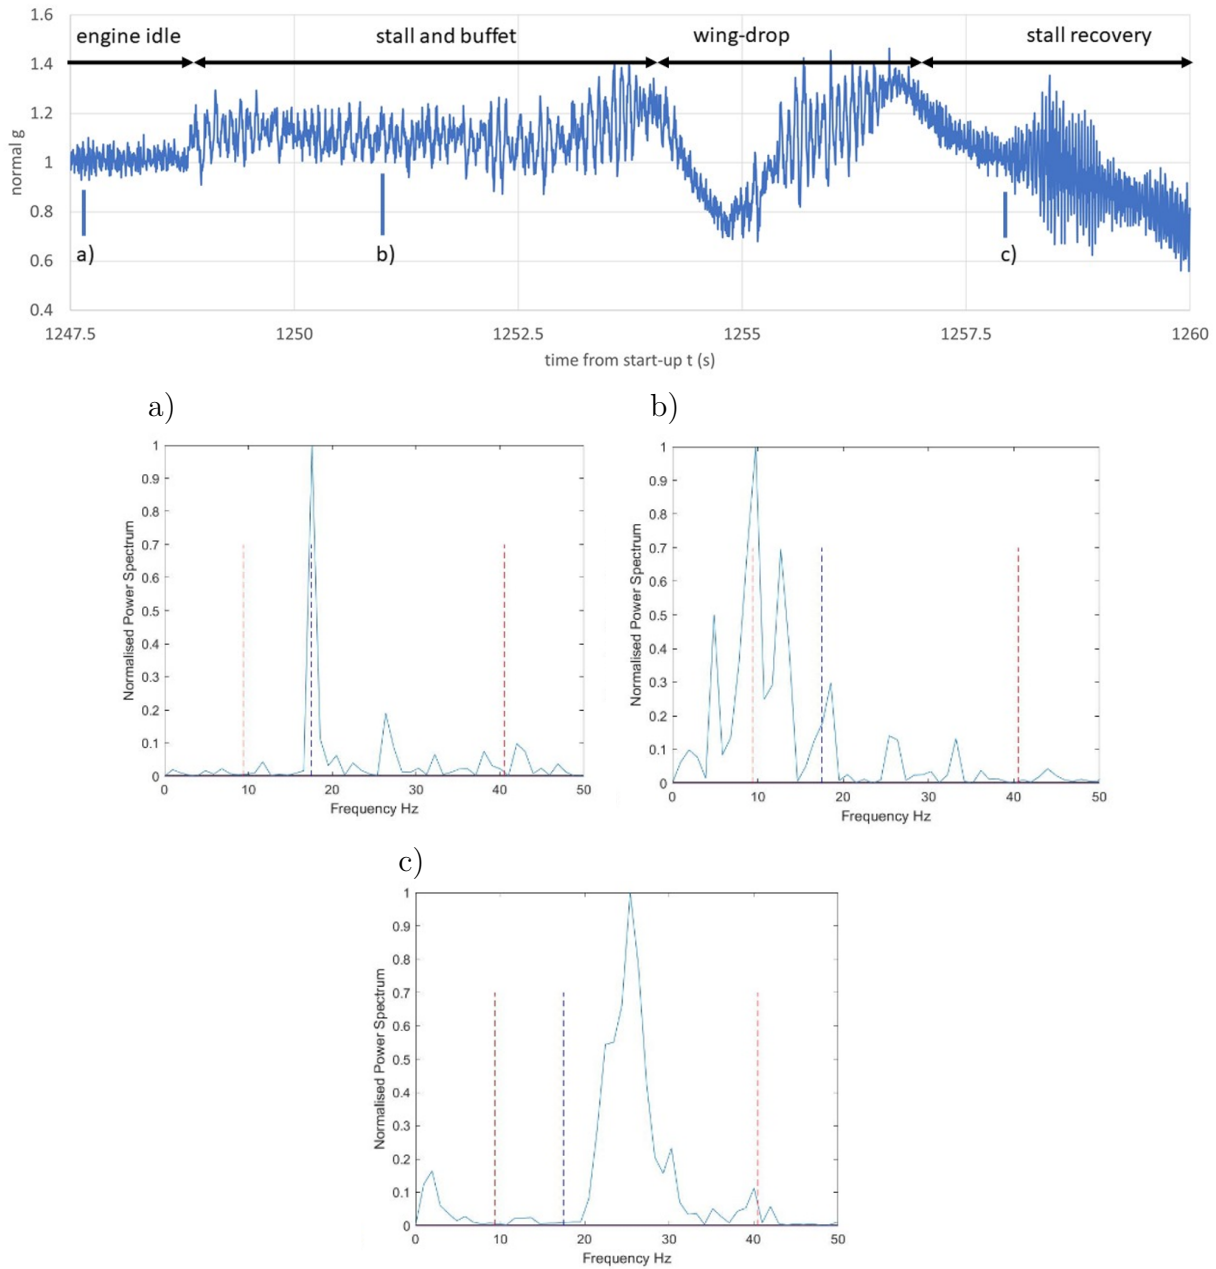 1.6
engine idle stall and buffet wing-drop stall recovery
1.4
1.2
1
0.8
a) b) c)
0.6
0.4
normal g
1247.5 1250 1252.5 1255 1257.5 1260
time from start-up t (s)
a)
1
0.9
0.8
0.7
0.6
0.5
0.4
0.3
0.2
0.1
0
Normalised Power Spectrum
0 10 20 30 40 50
Frequency Hz
b)
1
0.9
0.8
0.7
0.6
0.5
0.4
0.3
0.2
0.1
0
Normalised Power Spectrum
0 10 20 30 40 50
Frequency Hz
c)
1
0.9
0.8
0.7
0.6
0.5
0.4
0.3
0.2
0.1
0
Normalised Power Spectrum
0 10 20 30 40 50
Frequency Hz